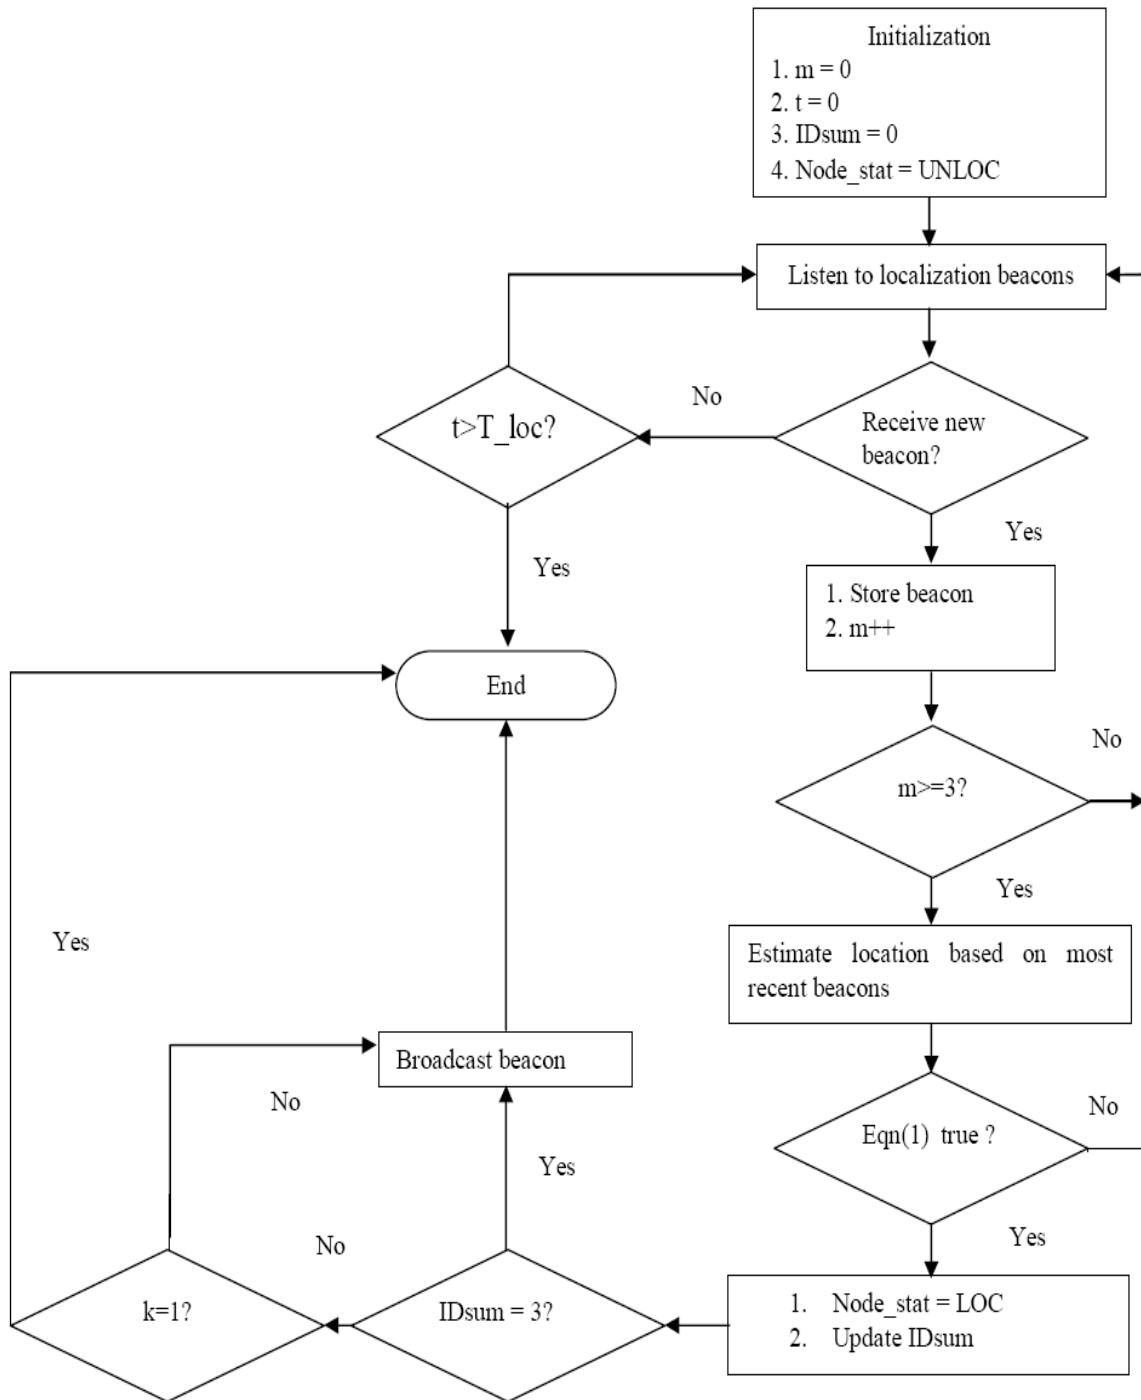 Initialization
1. m = 0
2. t = 0
3. IDsum = 0
4. Node_stat = UNLOC
Listen to localization beacons
No
t>T_loc?
Receive new
beacon?
Yes
Yes
1. Store beacon
2. m++
End
No
m>=3?
Yes
Yes
Estimate location based on most
recent beacons
Broadcast beacon
No
No
Eqn(1) true ?
Yes
No
Yes
k=1?
IDsum = 3?
1. Node_stat = LOC
2. Update IDsum